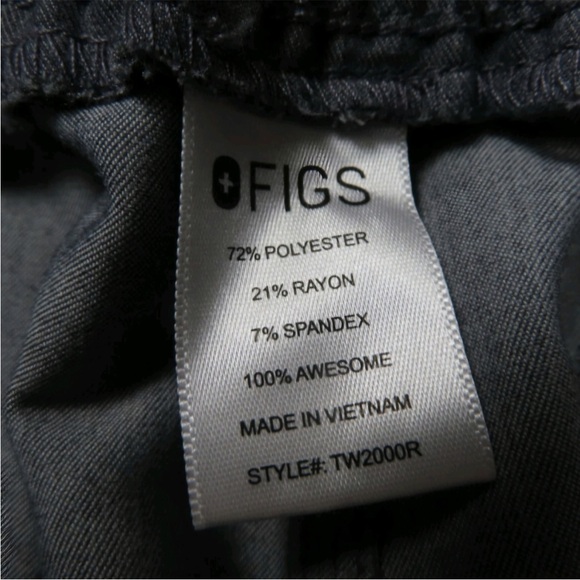 FIGS
72% POLYESTER
21% RAYON
7% SPANDEX
100% AWESOME
MADE IN VIETNAM
STYLE#: TW2000R